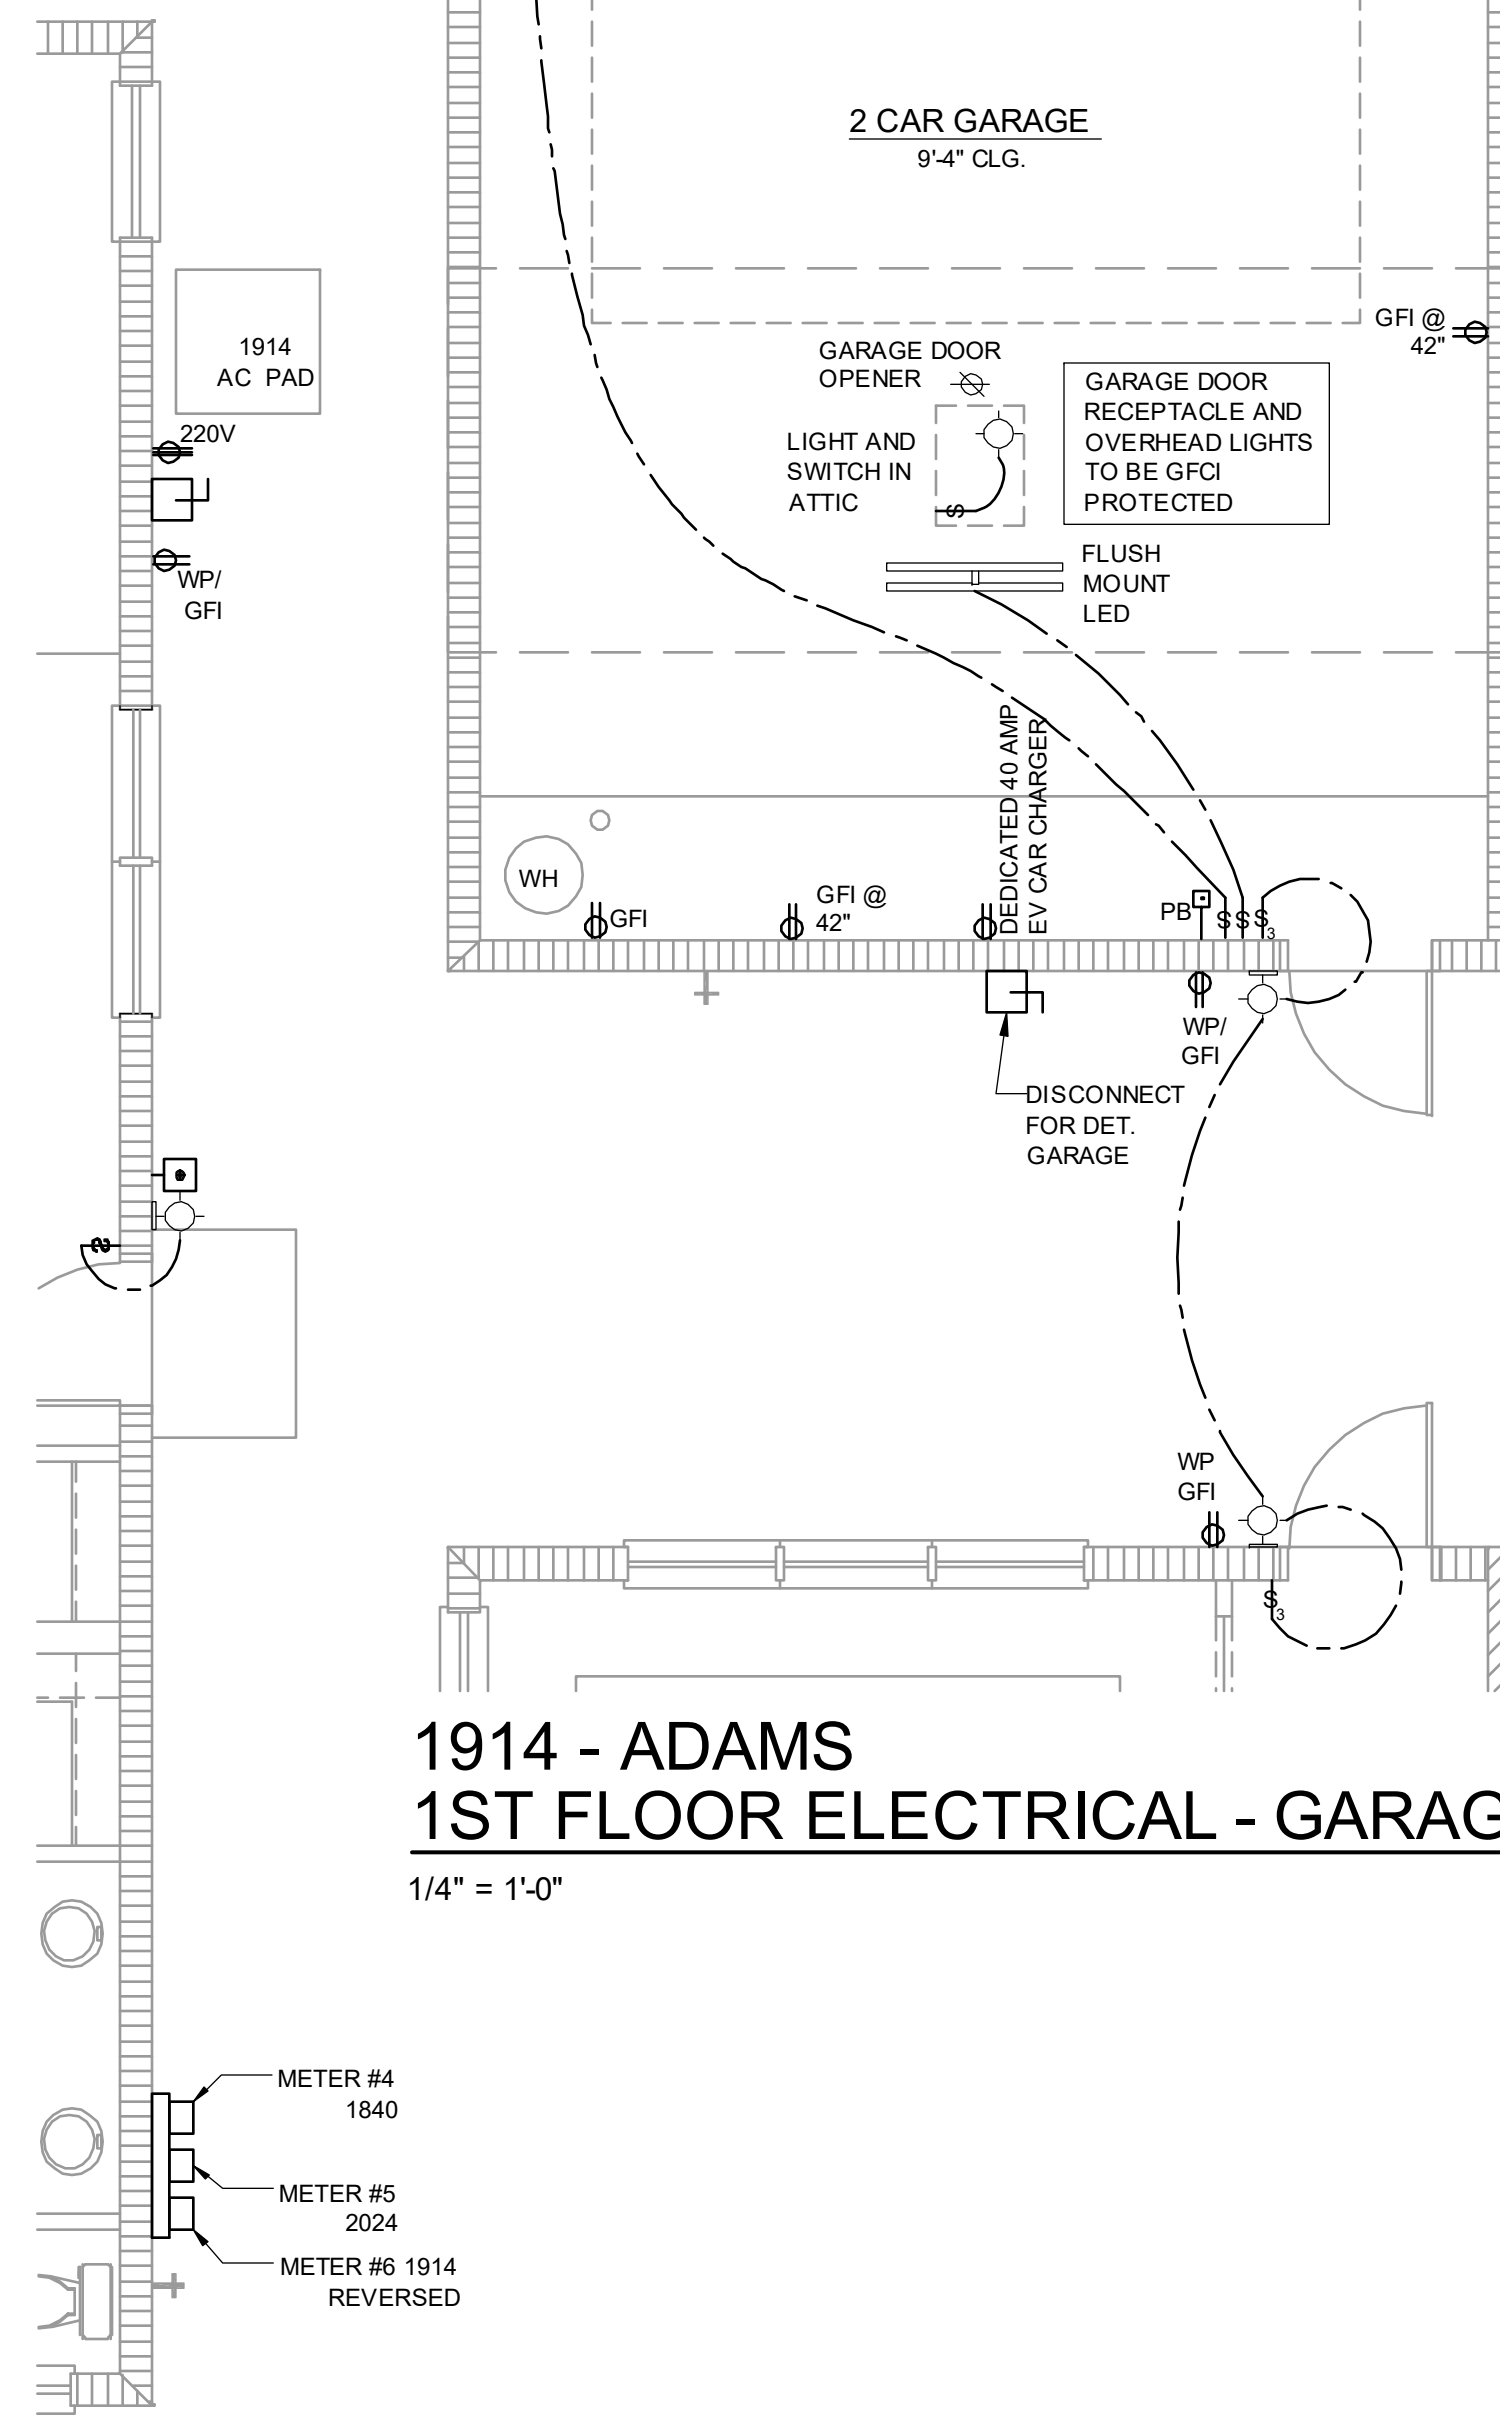 2 CAR GARAGE
9'-4" CLG.
1914
AC PAD
220V
WP/
GFI
GFI @
42"
GARAGE DOOR
OPENER
LIGHT AND
SWITCH IN
ATTIC
S
GARAGE DOOR
RECEPTACLE AND
OVERHEAD LIGHTS
TO BE GFCI
PROTECTED
FLUSH
MOUNT
LED
DEDICATED 40 AMP
EV CAR CHARGER
WH
GFI
GFI @
42"
PB
S S S3
WP/
GFI
DISCONNECT
FOR DET.
GARAGE
S
WP
GFI
S3
1914 - ADAMS
1ST FLOOR ELECTRICAL - GARAG
1/4" = 1'-0"
METER #4
1840
METER #5
2024
METER #6 1914
REVERSED